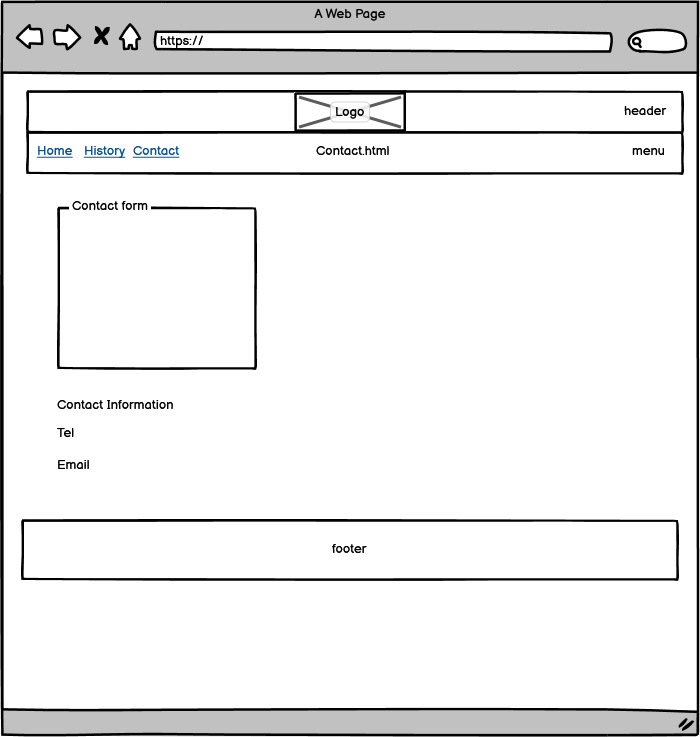 A Web Page
https://
Logo
header
Home History Contact Contact.html menu
Contact form
Contact Information
Tel
Email
footer